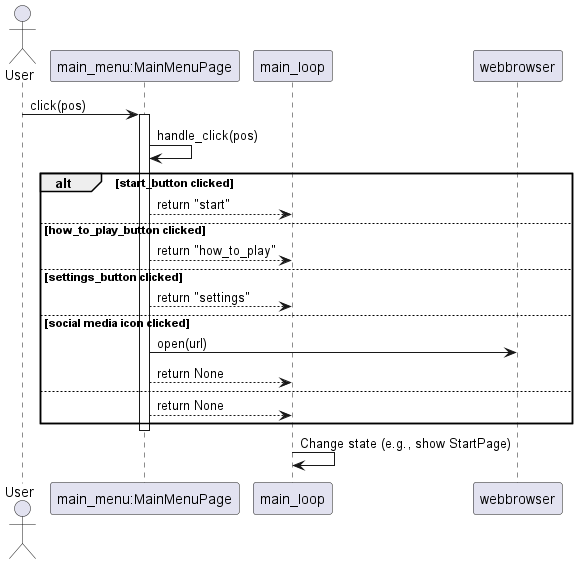 User
main_menu:MainMenuPage
main_loop
webbrowser
click(pos)
handle_click(pos)
alt
[start_button clicked]
return "start"
[how_to_play_button clicked]
return "how_to_play"
[settings_button clicked]
return "settings"
[social media icon clicked]
open(url)
return None
return None
Change state (e.g., show StartPage)
User
main_menu:MainMenuPage
main_loop
webbrowser